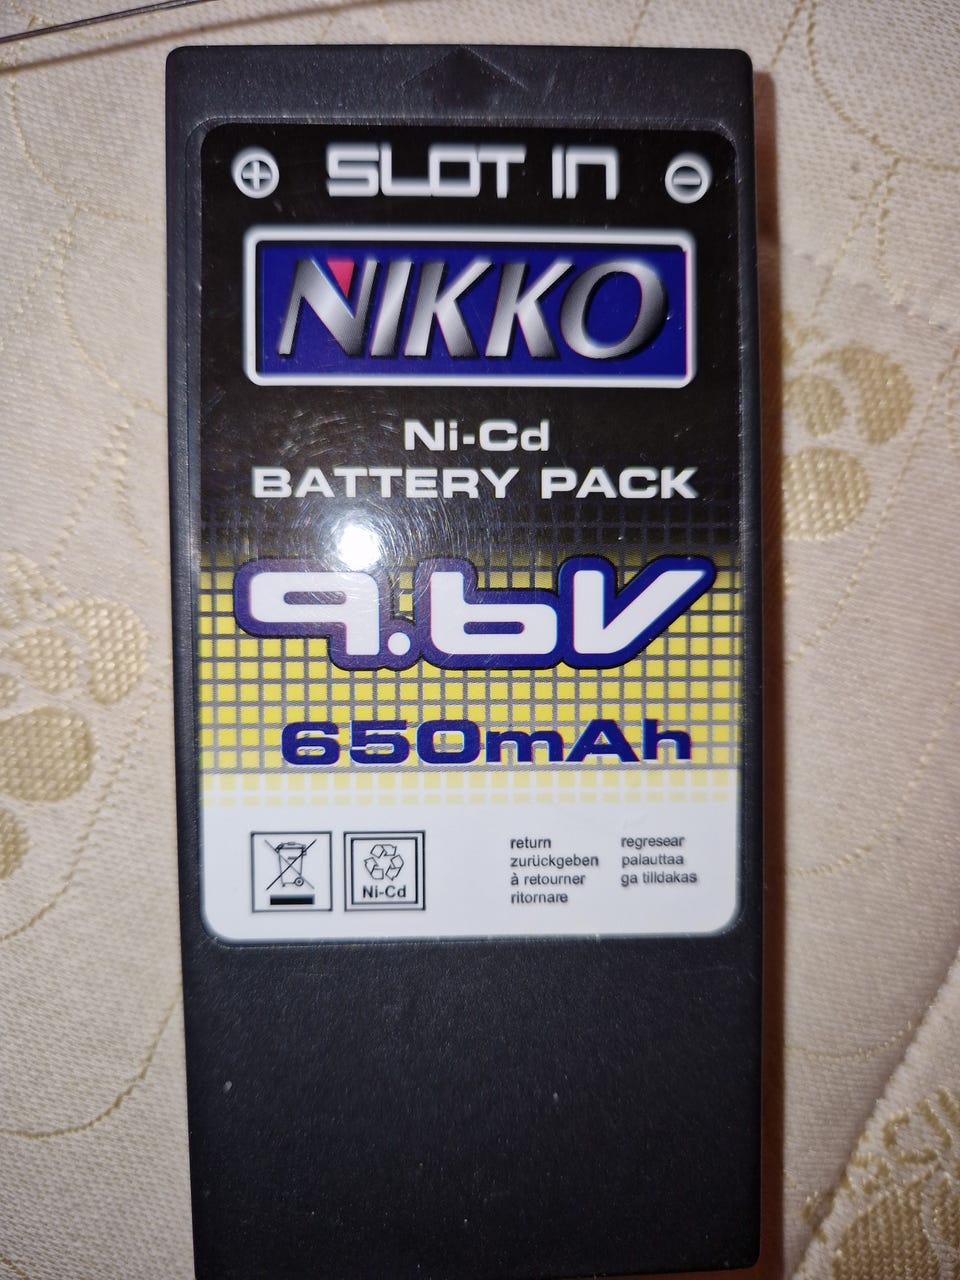 SLOT IN
NIKKO
Ni-Cd
BATTERY PACK
9.6V
650mAh
Ni-Cd
return
zurückgeben
à retourner
ritornare
regresear
palauttaa
ga tilldakas